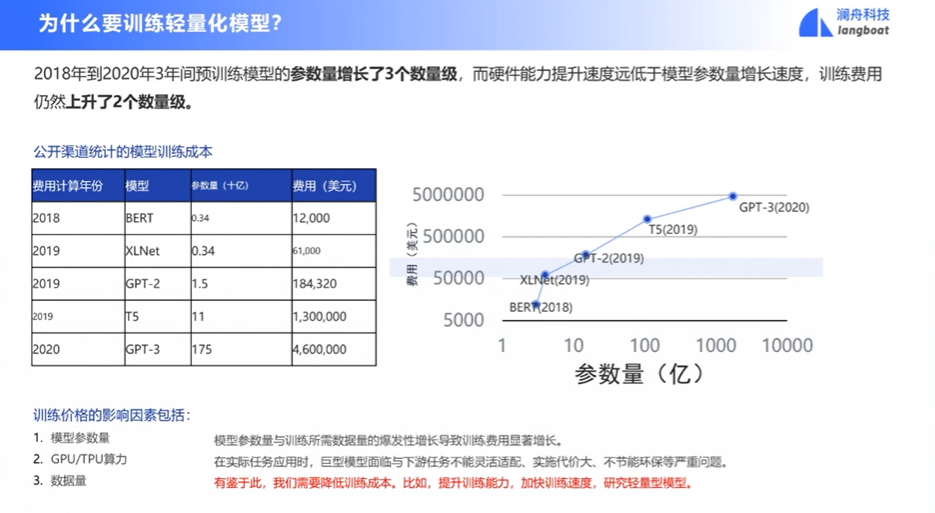 为什么要训练轻量化模型？
澜舟科技
langboat
2018年到2020年3年间预训练模型的参数量增长了3个数量级，而硬件能力提升速度远低于模型参数量增长速度，训练费用
仍然上升了2个数量级。
公开渠道统计的模型训练成本
费用计算年份 模型 参数量（十亿） 费用（美元）
2018 BERT 0.34 12,000
2019 XLNet 0.34 61,000
2019 GPT-2 1.5 184,320
2019 T5 11 1,300,000
2020 GPT-3 175 4,600,000
费用（美元）
5000000
500000
50000
5000
GPT-3(2020)
T5(2019)
GPT-2(2019)
XLNet(2019)
BERT(2018)
1 10 100 1000 10000
参数量（亿）
训练价格的影响因素包括：
1. 模型参数量
2. GPU/TPU算力
3. 数据量
模型参数量与训练所需数据量的爆发性增长导致训练费用显著增长。
在实际任务应用时，巨型模型面临与下游任务不能灵活适配、实施代价大、不节能环保等严重问题。
有鉴于此，我们需要降低训练成本。比如，提升训练能力，加快训练速度，研究轻量型模型。